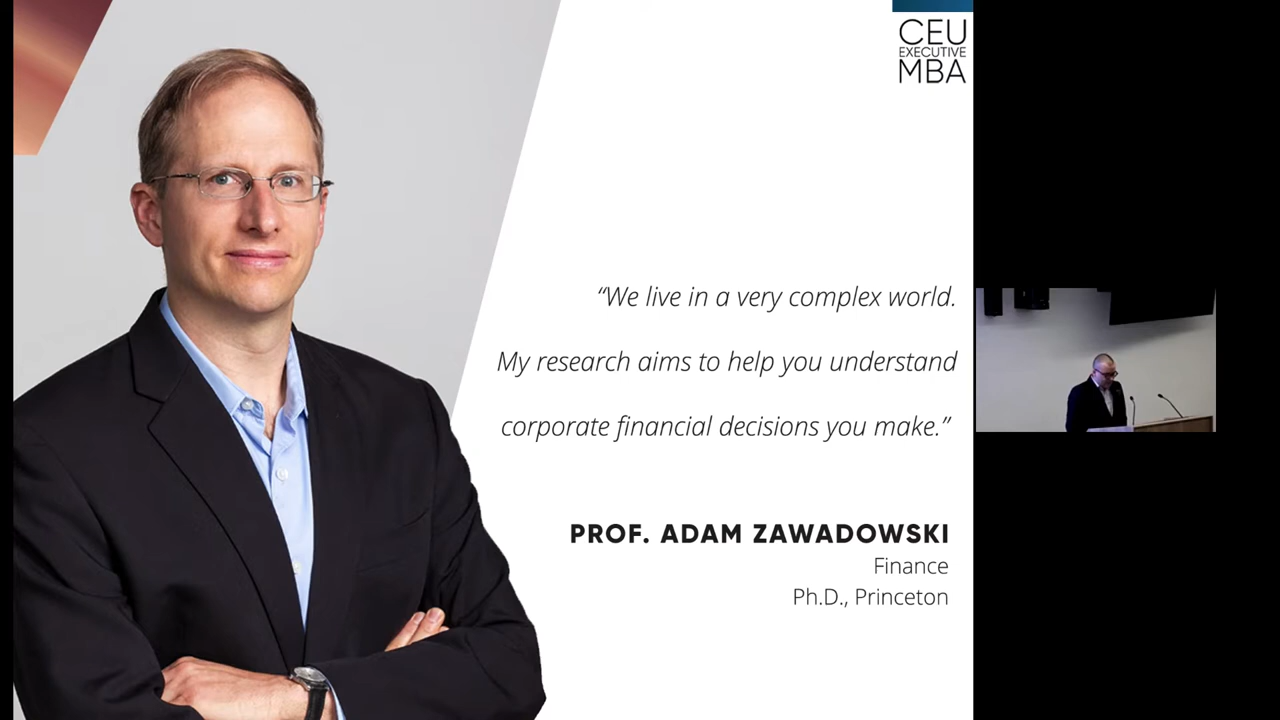 CEU
EXECUTIVE
MBA
“We live in a very complex world.
My research aims to help you understand
corporate financial decisions you make.”
PROF. ADAM ZAWADOWSKI
Finance
Ph.D., Princeton